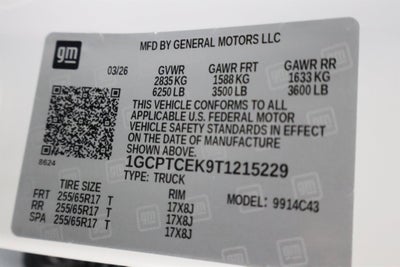 gm
MFD BY GENERAL MOTORS LLC
03/26 GVWR GAWR FRT GAWR RR
2835 KG 1588 KG 1633 KG
6250 LB 3500 LB 3600 LB
THIS VEHICLE CONFORMS TO ALL
APPLICABLE U.S. FEDERAL MOTOR
VEHICLE SAFETY STANDARDS IN EFFECT
ON THE DATE OF MANUFACTURE
SHOWN ABOVE.
8624
1GCPTCEK9T1215229
TYPE: TRUCK
TIRE SIZE RIM MODEL: 9914C43
FRT 255/65R17 T 17X8J
RR 255/65R17 T 17X8J
SPA 255/65R17 T 17X8J